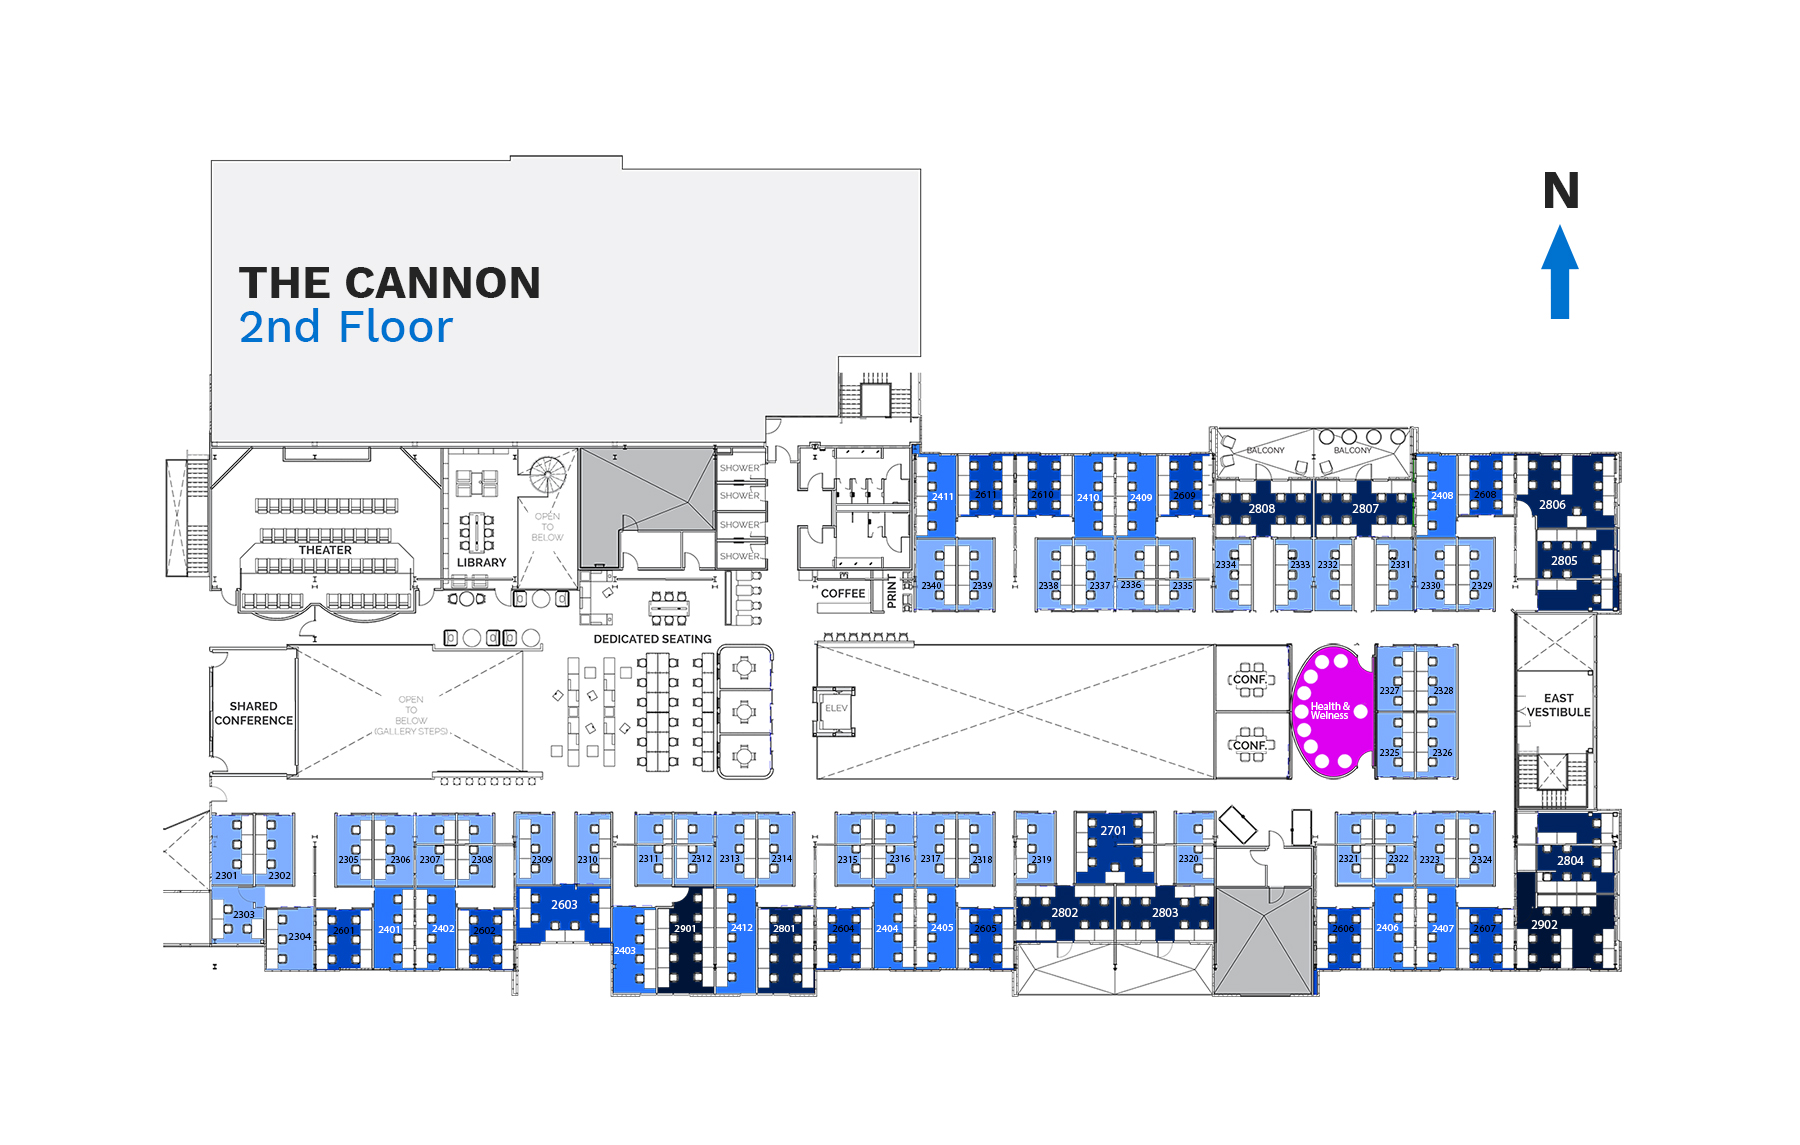 N
THE CANNON
2nd Floor
BALCONY
BALCONY
SHOWER
SHOWER
SHOWER
SHOWER
2411
2611
2610
2410
2409
2609
2808
2807
2408
2608
2806
OPEN
TO
BELOW
THEATER
LIBRARY
COFFEE
PRINT
2340
2339
2338
2337
2336
2335
2334
2333
2332
2331
2330
2329
2805
DEDICATED SEATING
SHARED
CONFERENCE
OPEN
TO
BELOW
(GALLERY STEPS)
ELEV
CONF.
CONF.
Health &
Welness
2327
2328
2325
2326
EAST
VESTIBULE
2301
2302
2305
2306
2307
2308
2309
2310
2311
2312
2313
2314
2315
2316
2317
2318
2319
2701
2320
2321
2322
2323
2324
2804
2303
2304
2601
2401
2402
2602
2603
2403
2901
2412
2801
2604
2404
2405
2605
2802
2803
2606
2406
2407
2607
2902